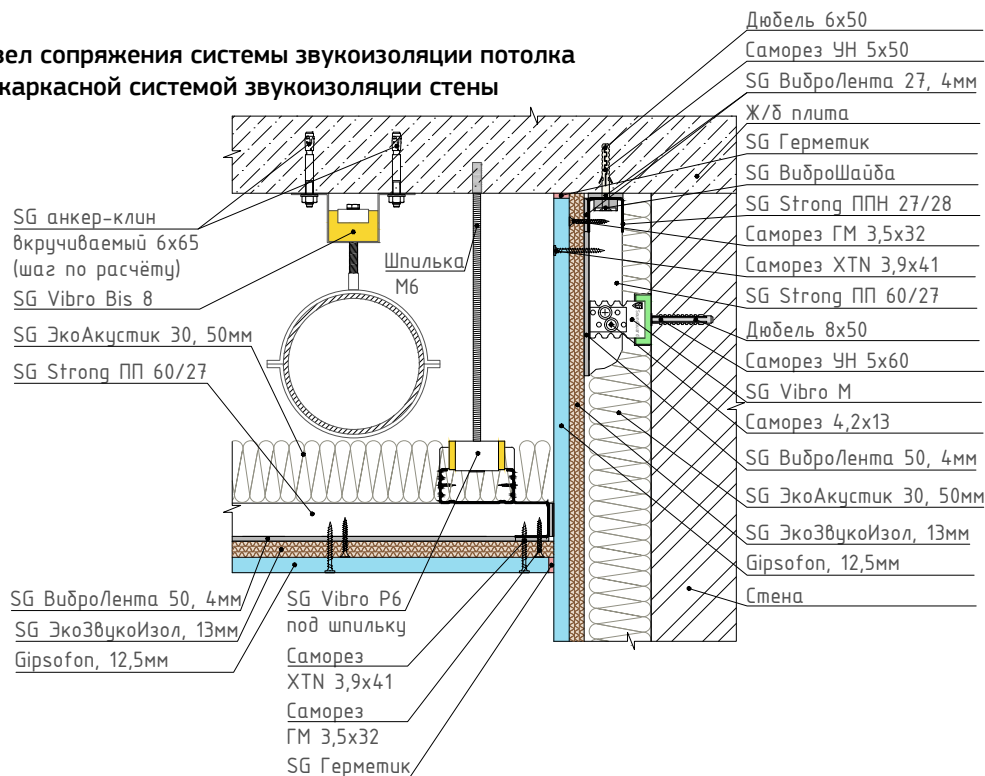 зел сопряжения системы звукоизоляции потолка
каркасной системой звукоизоляции стены
SG анкер-клин
вкручиваемый 6х65
(шаг по расчёту)
SG Vibro Bis 8
SG ЭкоАкустик 30, 50мм
SG Strong ПП 60/27
Шпилька
М6
SG ВиброЛента 50, 4мм
SG ЭкоЗвукоИзол, 13мм
Gipsofon, 12,5мм
SG Vibro P6
под шпильку
Саморез
XTN 3,9х41
Саморез
ГМ 3,5х32
SG Герметик
Дюбель 6х50
Саморез УН 5х50
SG ВиброЛента 27, 4мм
Ж/б плита
SG Герметик
SG ВиброШайба
SG Strong ППН 27/28
Саморез ГМ 3,5х32
Саморез XTN 3,9х41
SG Strong ПП 60/27
Дюбель 8х50
Саморез УН 5х60
SG Vibro M
Саморез 4,2х13
SG ВиброЛента 50, 4мм
SG ЭкоАкустик 30, 50мм
SG ЭкоЗвукоИзол, 13мм
Gipsofon, 12,5мм
Стена